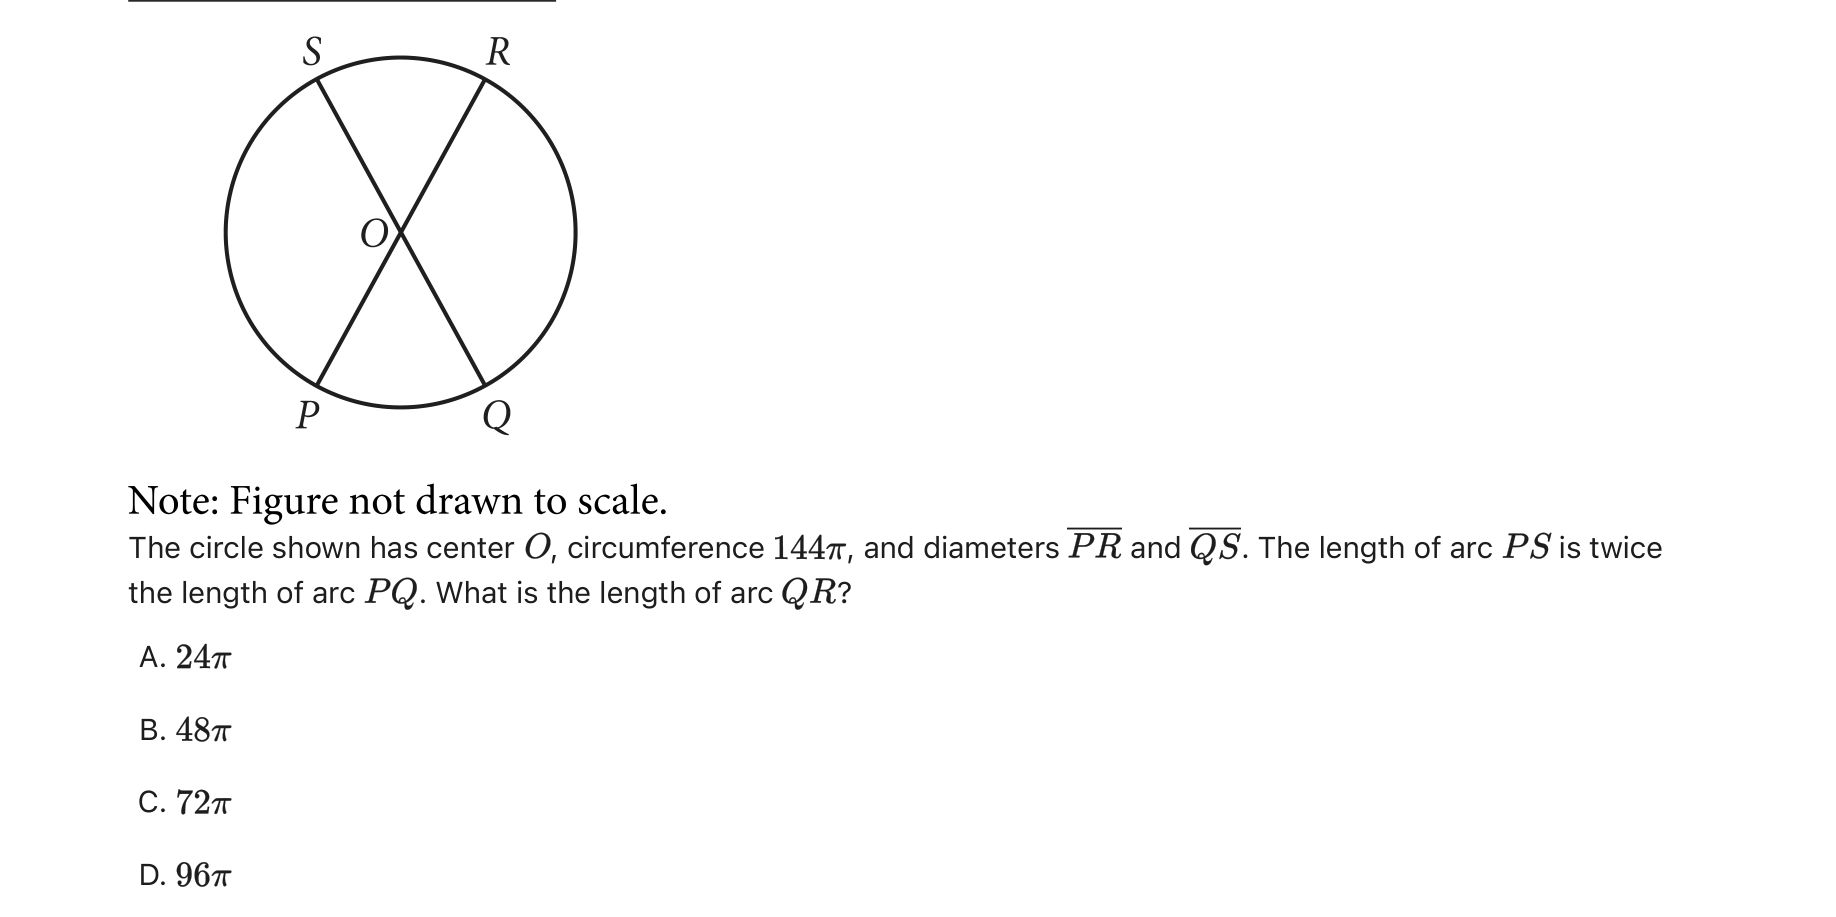 S R
O
P Q
Note: Figure not drawn to scale.
The circle shown has center O, circumference 144π, and diameters P̅R̅ and Q̅S̅. The length of arc PS is twice
the length of arc PQ. What is the length of arc QR?
A. 24π
B. 48π
C. 72π
D. 96π